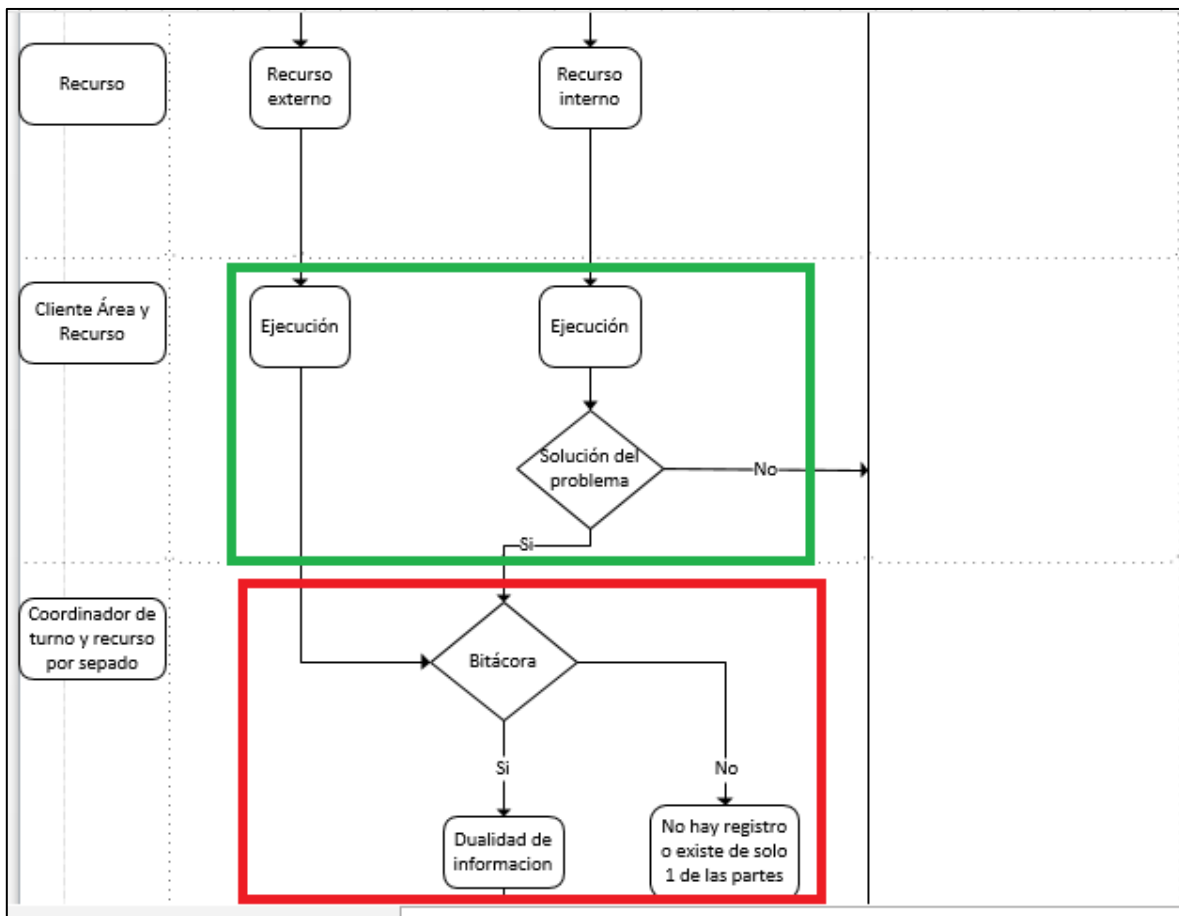 Recurso
Recurso
externo
Recurso
interno
Cliente Área y
Recurso
Ejecución
Ejecución
Solución del
problema
No
Si
Coordinador de
turno y recurso
por sepado
Bitácora
Si
No
Dualidad de
informacion
No hay registro
o existe de solo
1 de las partes